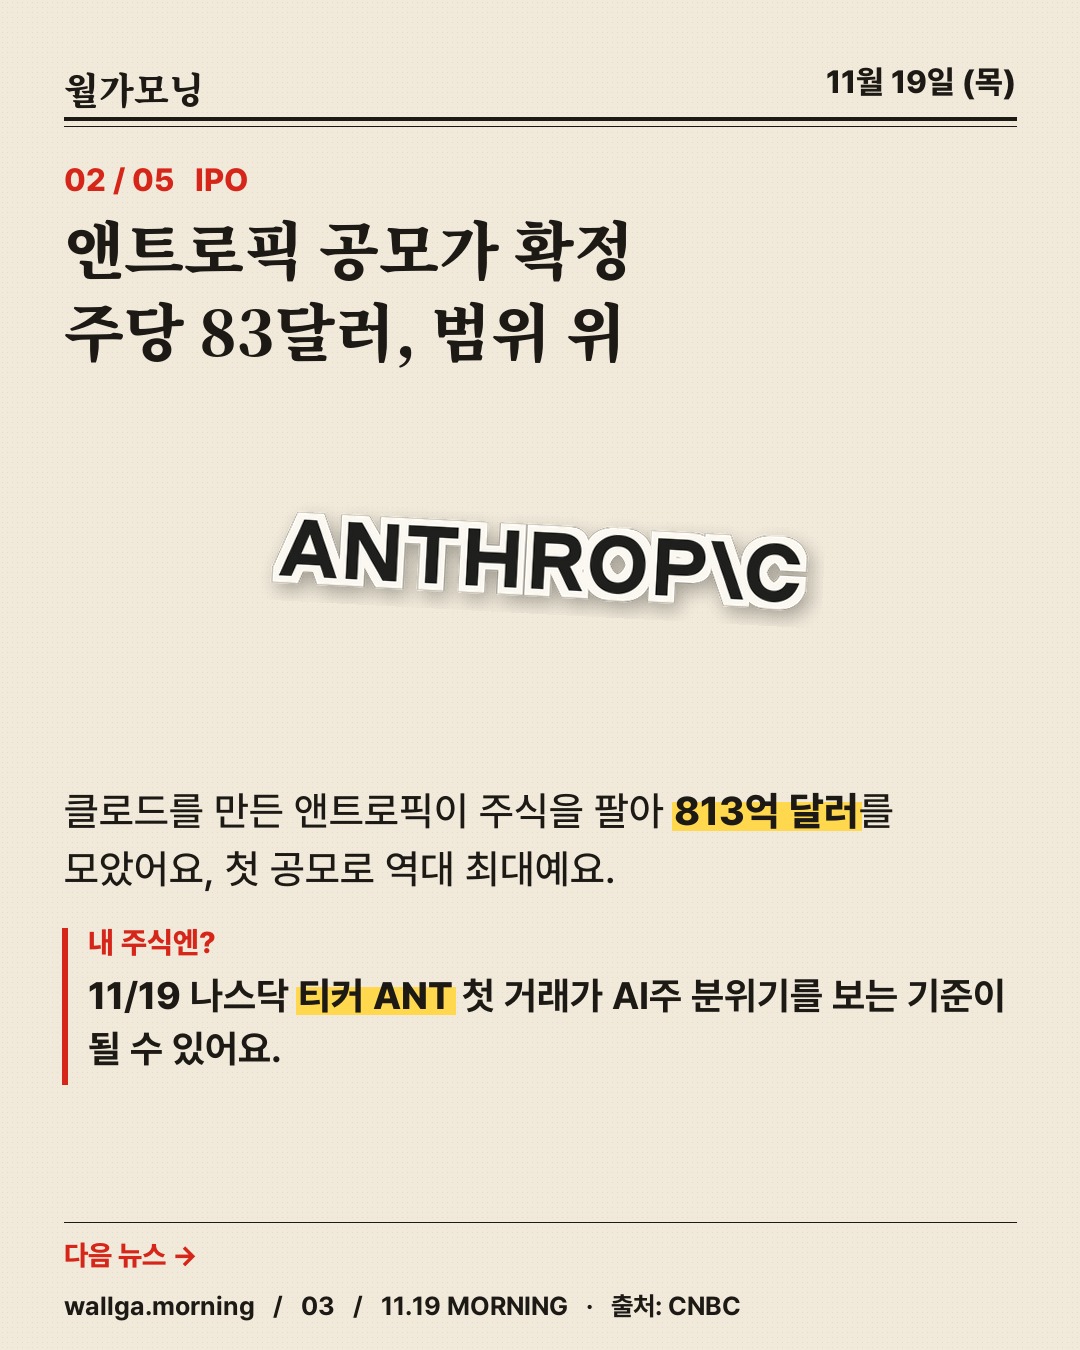 월가모닝
11월 19일 (목)
02 / 05 IPO
앤트로픽 공모가 확정
주당 83달러, 범위 위
ANTHROP\C
클로드를 만든 앤트로픽이 주식을 팔아 813억 달러를
모았어요, 첫 공모로 역대 최대예요.
내 주식엔?
11/19 나스닥 티커 ANT 첫 거래가 AI주 분위기를 보는 기준이
될 수 있어요.
다음 뉴스 →
wallga.morning / 03 / 11.19 MORNING · 출처: CNBC